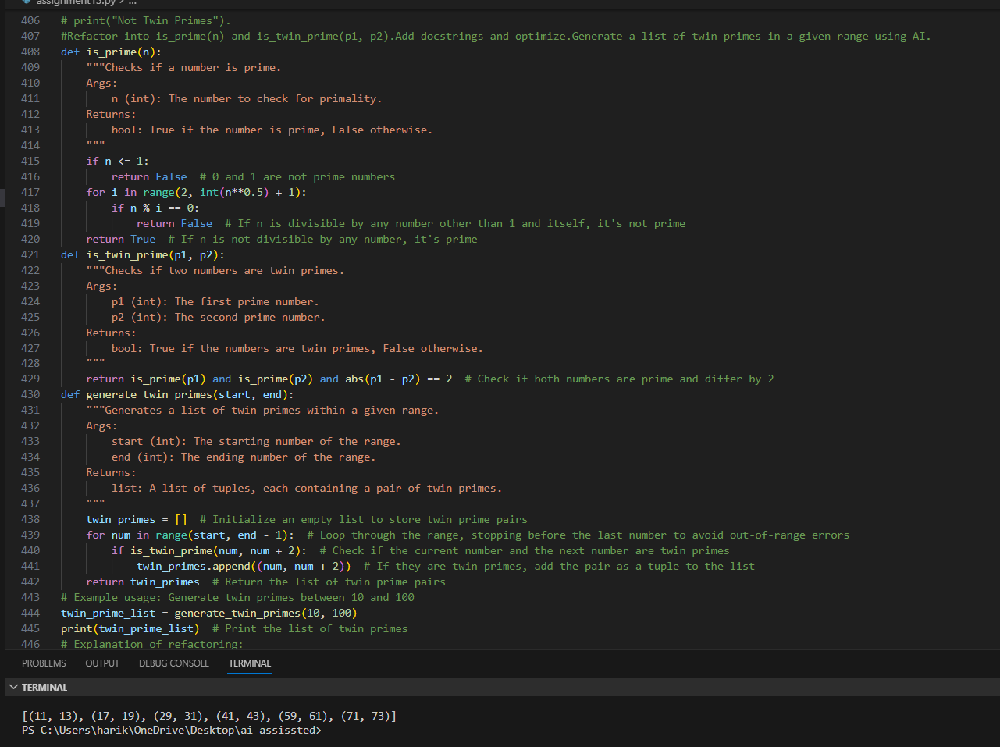 assignment13.py > ...
406 # print("Not Twin Primes").
407 #Refactor into is_prime(n) and is_twin_prime(p1, p2).Add docstrings and optimize.Generate a list of twin primes in a given range using AI.
408 def is_prime(n):
409     """Checks if a number is prime.
410     Args:
411         n (int): The number to check for primality.
412     Returns:
413         bool: True if the number is prime, False otherwise.
414     """
415     if n <= 1:
416         return False  # 0 and 1 are not prime numbers
417     for i in range(2, int(n**0.5) + 1):
418         if n % i == 0:
419             return False  # If n is divisible by any number other than 1 and itself, it's not prime
420     return True  # If n is not divisible by any number, it's prime
421 def is_twin_prime(p1, p2):
422     """Checks if two numbers are twin primes.
423     Args:
424         p1 (int): The first prime number.
425         p2 (int): The second prime number.
426     Returns:
427         bool: True if the numbers are twin primes, False otherwise.
428     """
429     return is_prime(p1) and is_prime(p2) and abs(p1 - p2) == 2  # Check if both numbers are prime and differ by 2
430 def generate_twin_primes(start, end):
431     """Generates a list of twin primes within a given range.
432     Args:
433         start (int): The starting number of the range.
434         end (int): The ending number of the range.
435     Returns:
436         list: A list of tuples, each containing a pair of twin primes.
437     """
438     twin_primes = []  # Initialize an empty list to store twin prime pairs
439     for num in range(start, end - 1):  # Loop through the range, stopping before the last number to avoid out-of-range errors
440         if is_twin_prime(num, num + 2):  # Check if the current number and the next number are twin primes
441             twin_primes.append((num, num + 2))  # If they are twin primes, add the pair as a tuple to the list
442     return twin_primes  # Return the list of twin prime pairs
443 # Example usage: Generate twin primes between 10 and 100
444 twin_prime_list = generate_twin_primes(10, 100)
445 print(twin_prime_list)  # Print the list of twin primes
446 # Explanation of refactoring:
PROBLEMS OUTPUT DEBUG CONSOLE TERMINAL
TERMINAL
[(11, 13), (17, 19), (29, 31), (41, 43), (59, 61), (71, 73)]
PS C:\Users\harik\OneDrive\Desktop\ai assissted>